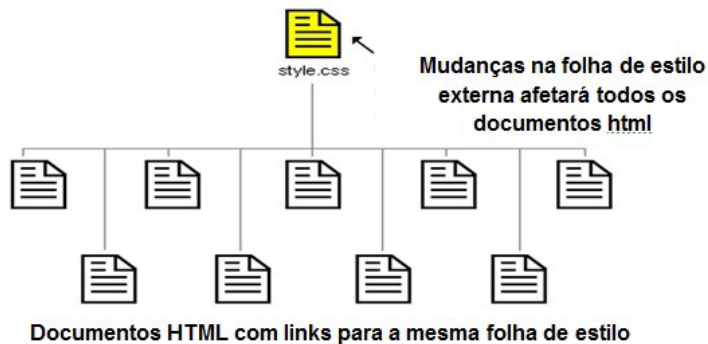 style.css
Mudanças na folha de estilo
externa afetará todos os
documentos html
Documentos HTML com links para a mesma folha de estilo